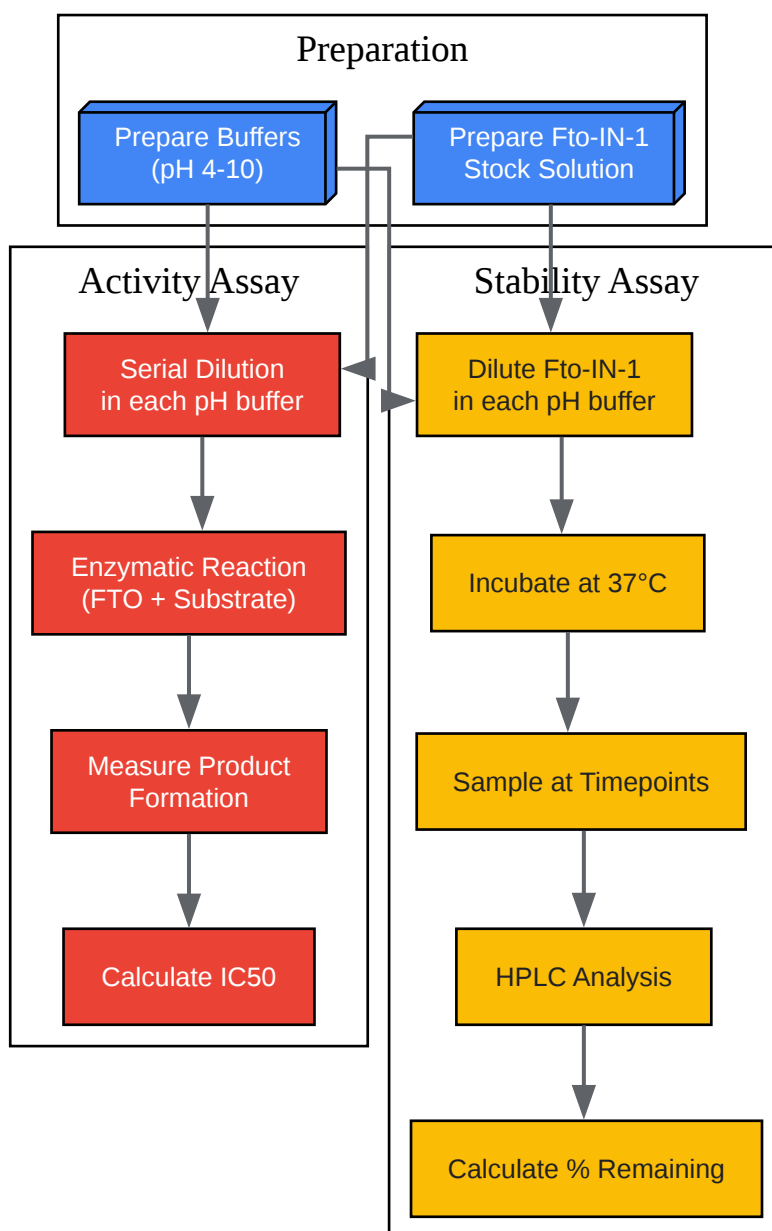 Preparation
Prepare Buffers
(pH 4-10)
Prepare Fto-IN-1
Stock Solution
Activity Assay
Serial Dilution
in each pH buffer
Enzymatic Reaction
(FTO + Substrate)
Measure Product
Formation
Calculate IC50
Stability Assay
Dilute Fto-IN-1
in each pH buffer
Incubate at 37°C
Sample at Timepoints
HPLC Analysis
Calculate % Remaining